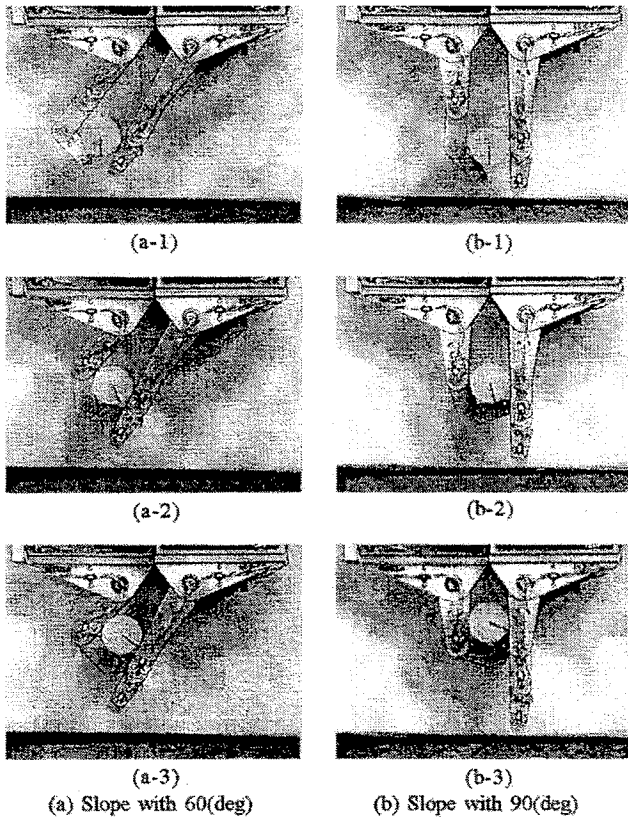 (a-1) (b-1)
(a-2) (b-2)
(a-3) (b-3)
(a) Slope with 60(deg) (b) Slope with 90(deg)